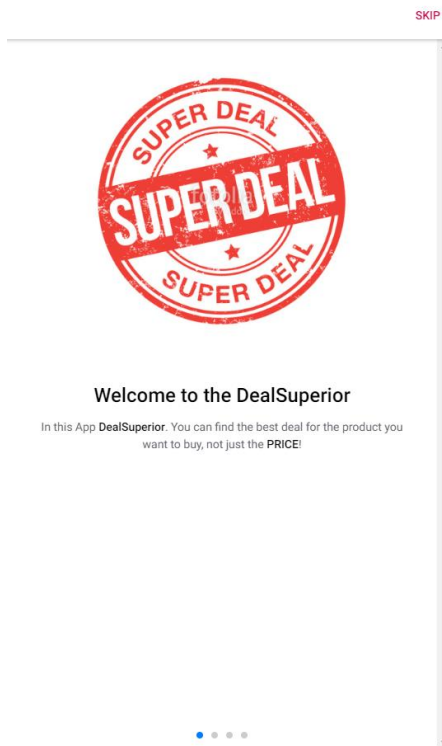 SKIP
SUPER DEAL
SUPER DEAL
SUPER DEAL
Welcome to the DealSuperior
In this App DealSuperior. You can find the best deal for the product you
want to buy, not just the PRICE!